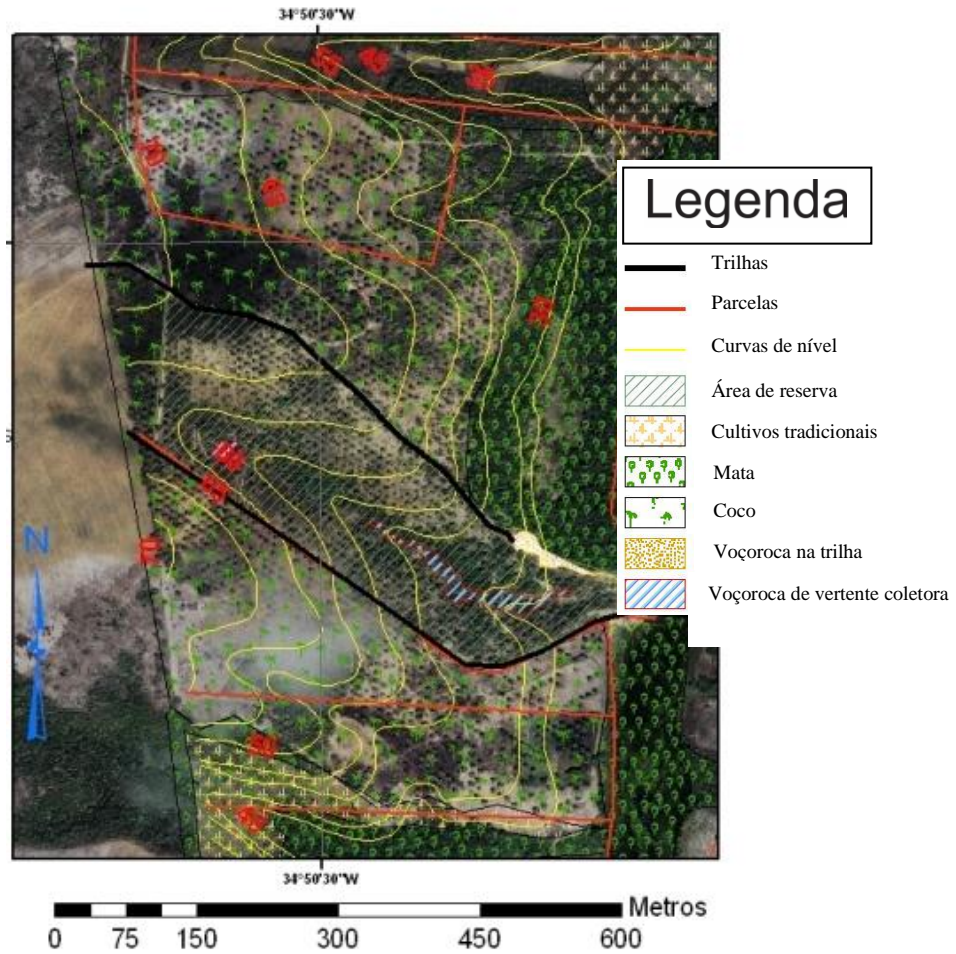 34°50'30"W
Legenda
Trilhas
Parcelas
Curvas de nível
Área de reserva
Cultivos tradicionais
Mata
Coco
Voçoroca na trilha
Voçoroca de vertente coletora
N
34°50'30"W
Metros
0 75 150 300 450 600